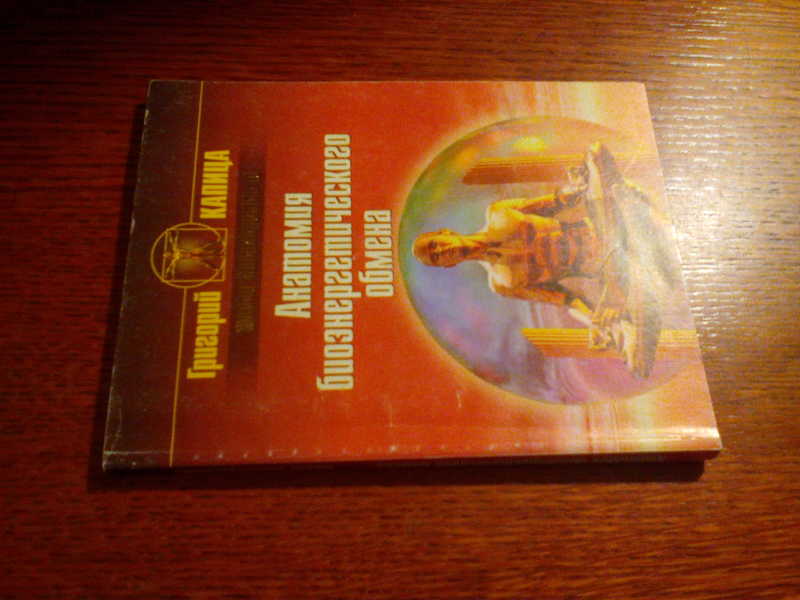 Григорий КАПИЦА
Анатомия
биоэнергетического
обмена